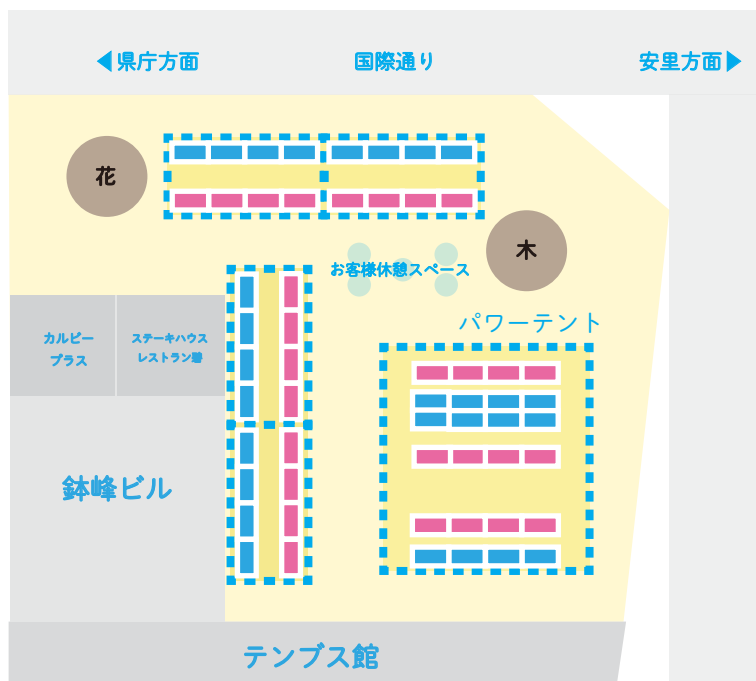 ◀県庁方面
国際通り
安里方面▶
花
木
お客様休憩スペース
パワーテント
カルビー
プラス
ステーキハウス
レストラン碧
鉢峰ビル
テンブス館